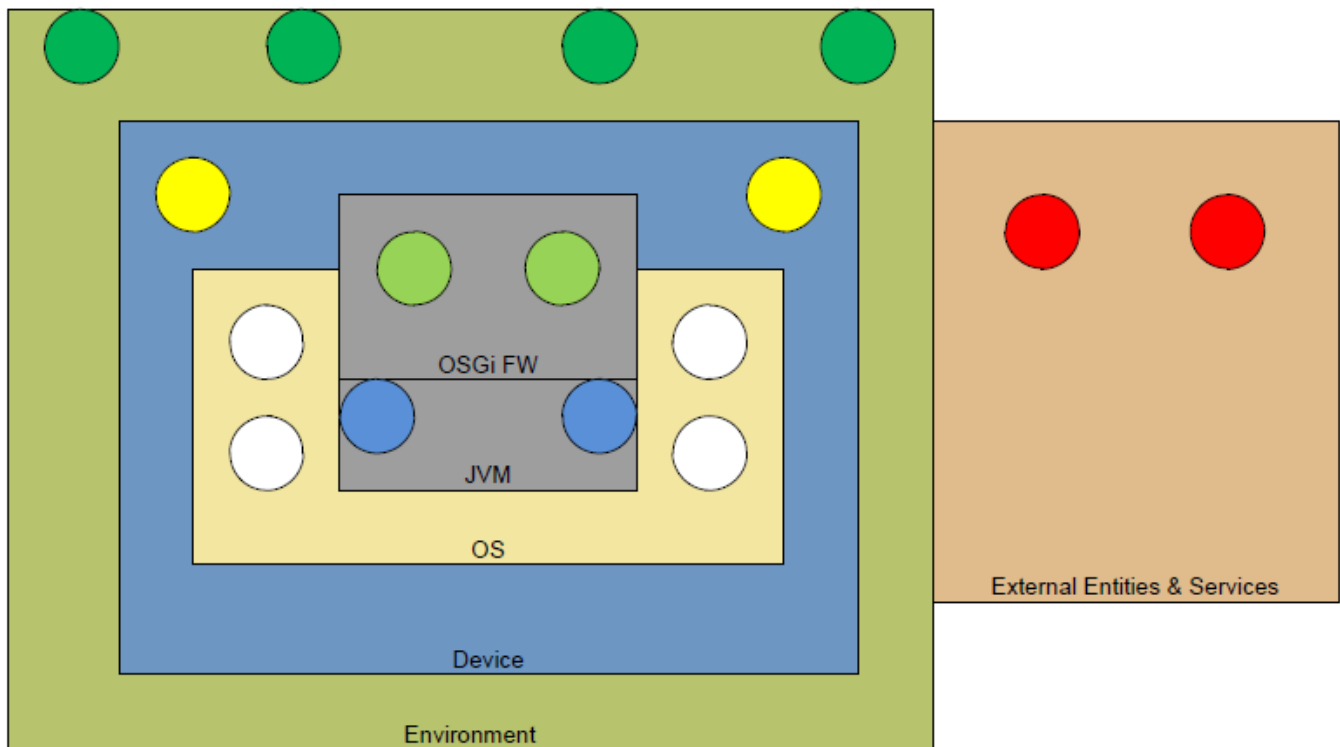 OSGi FW
JVM
OS
External Entities & Services
Device
Environment